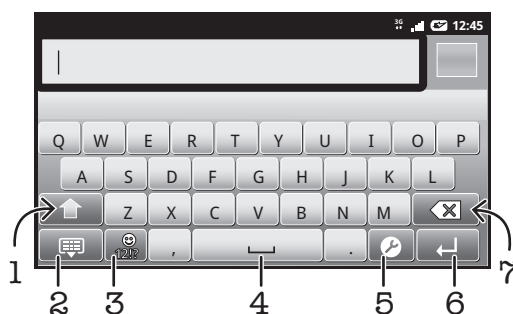 3G 12:45
Q W E R T Y U I O P
A S D F G H J K L
Z X C V B N M
12!? , .
1 2 3 4 5 6 7